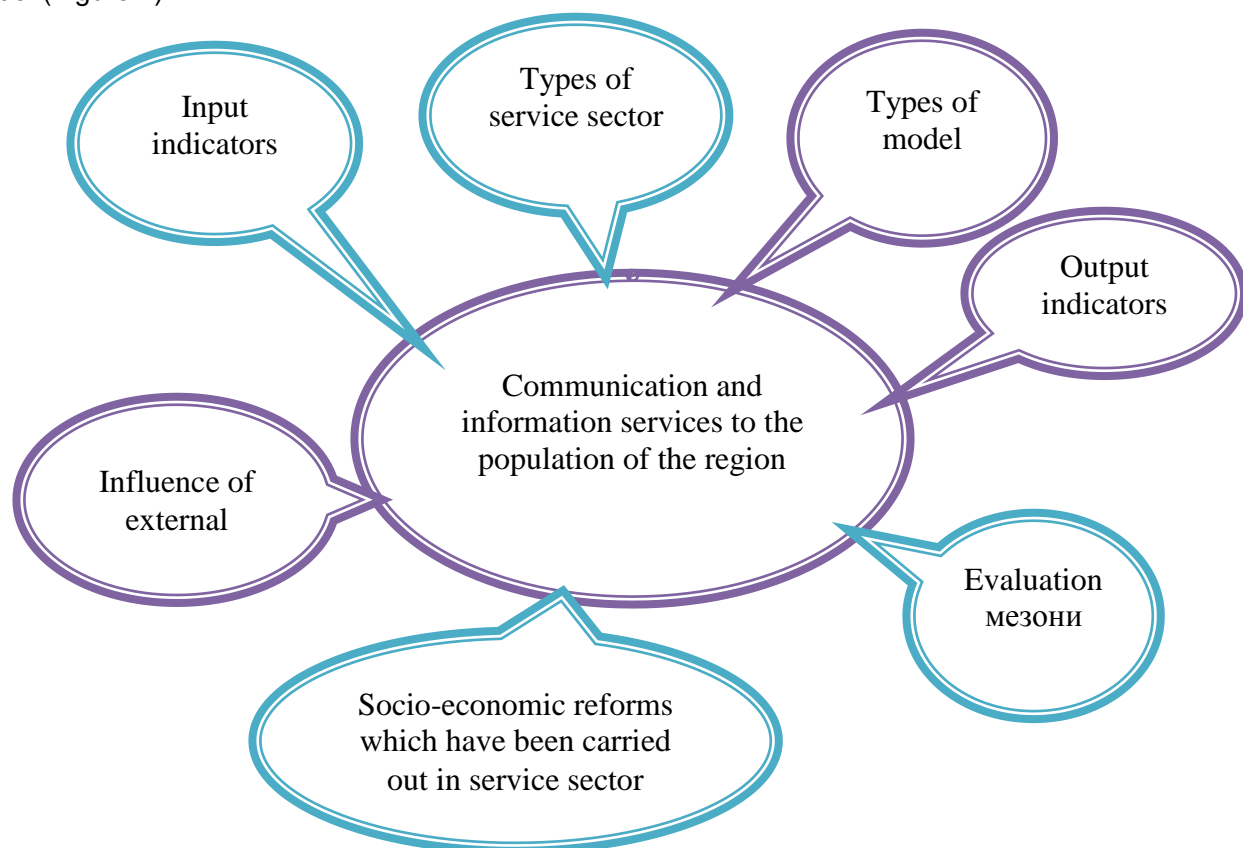 Types of
service sector
Types of
model
Input
indicators
Output
indicators
Communication and
information services to the
population of the region
Influence of
external
Evaluation
мезони
Socio-economic reforms
which have been carried
out in service sector